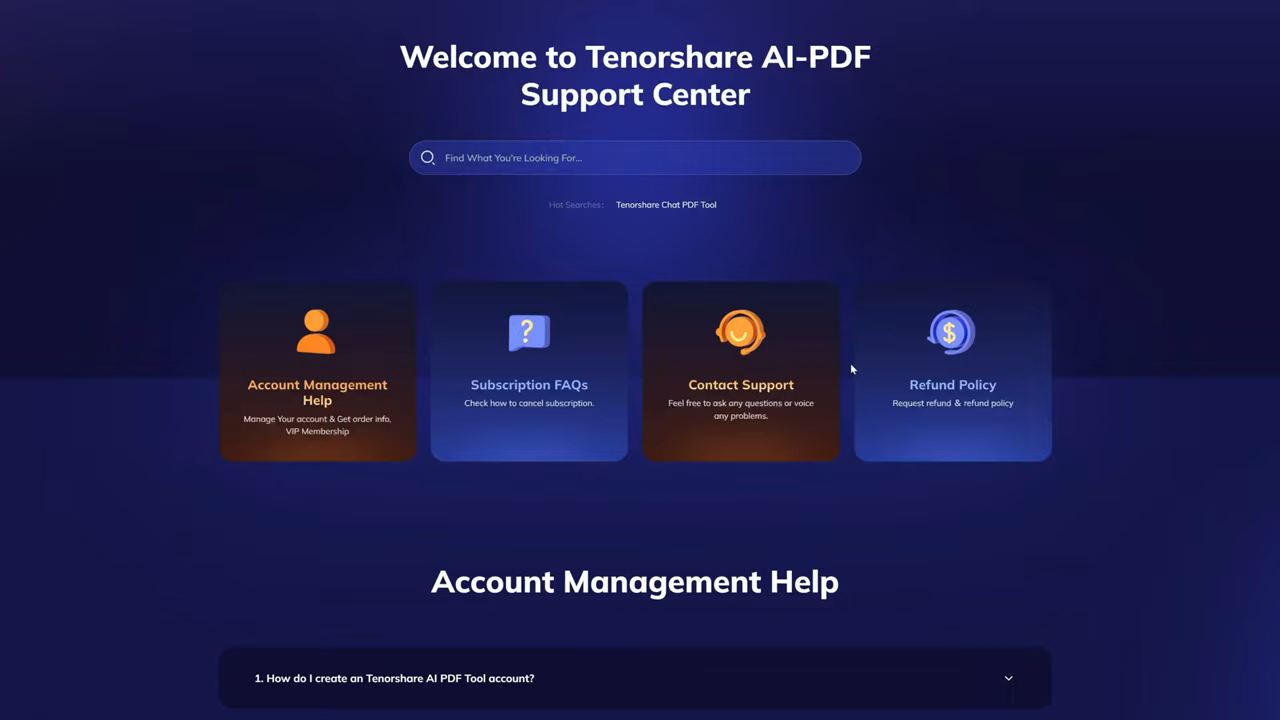 Welcome to Tenorshare AI-PDF
Support Center
Find What You're Looking For...
Hot Searches: Tenorshare Chat PDF Tool
Account Management
Help
Manage Your account & Get order info,
VIP Membership
Subscription FAQs
Check how to cancel subscription.
Contact Support
Feel free to ask any questions or voice
any problems.
Refund Policy
Request refund & refund policy
Account Management Help
1. How do I create an Tenorshare AI PDF Tool account?